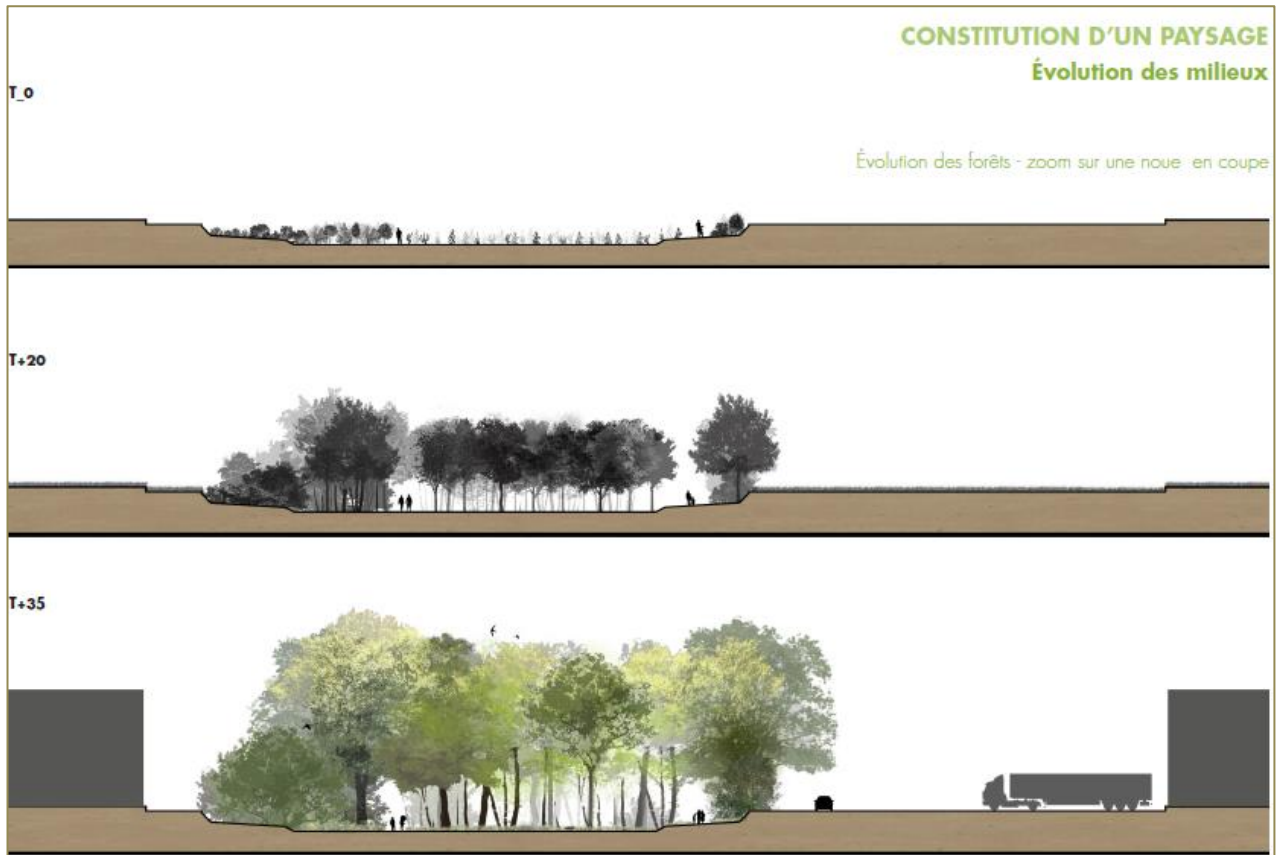 CONSTITUTION D'UN PAYSAGE
Évolution des milieux
T_0
Évolution des forêts - zoom sur une noue en coupe
T+20
T+35